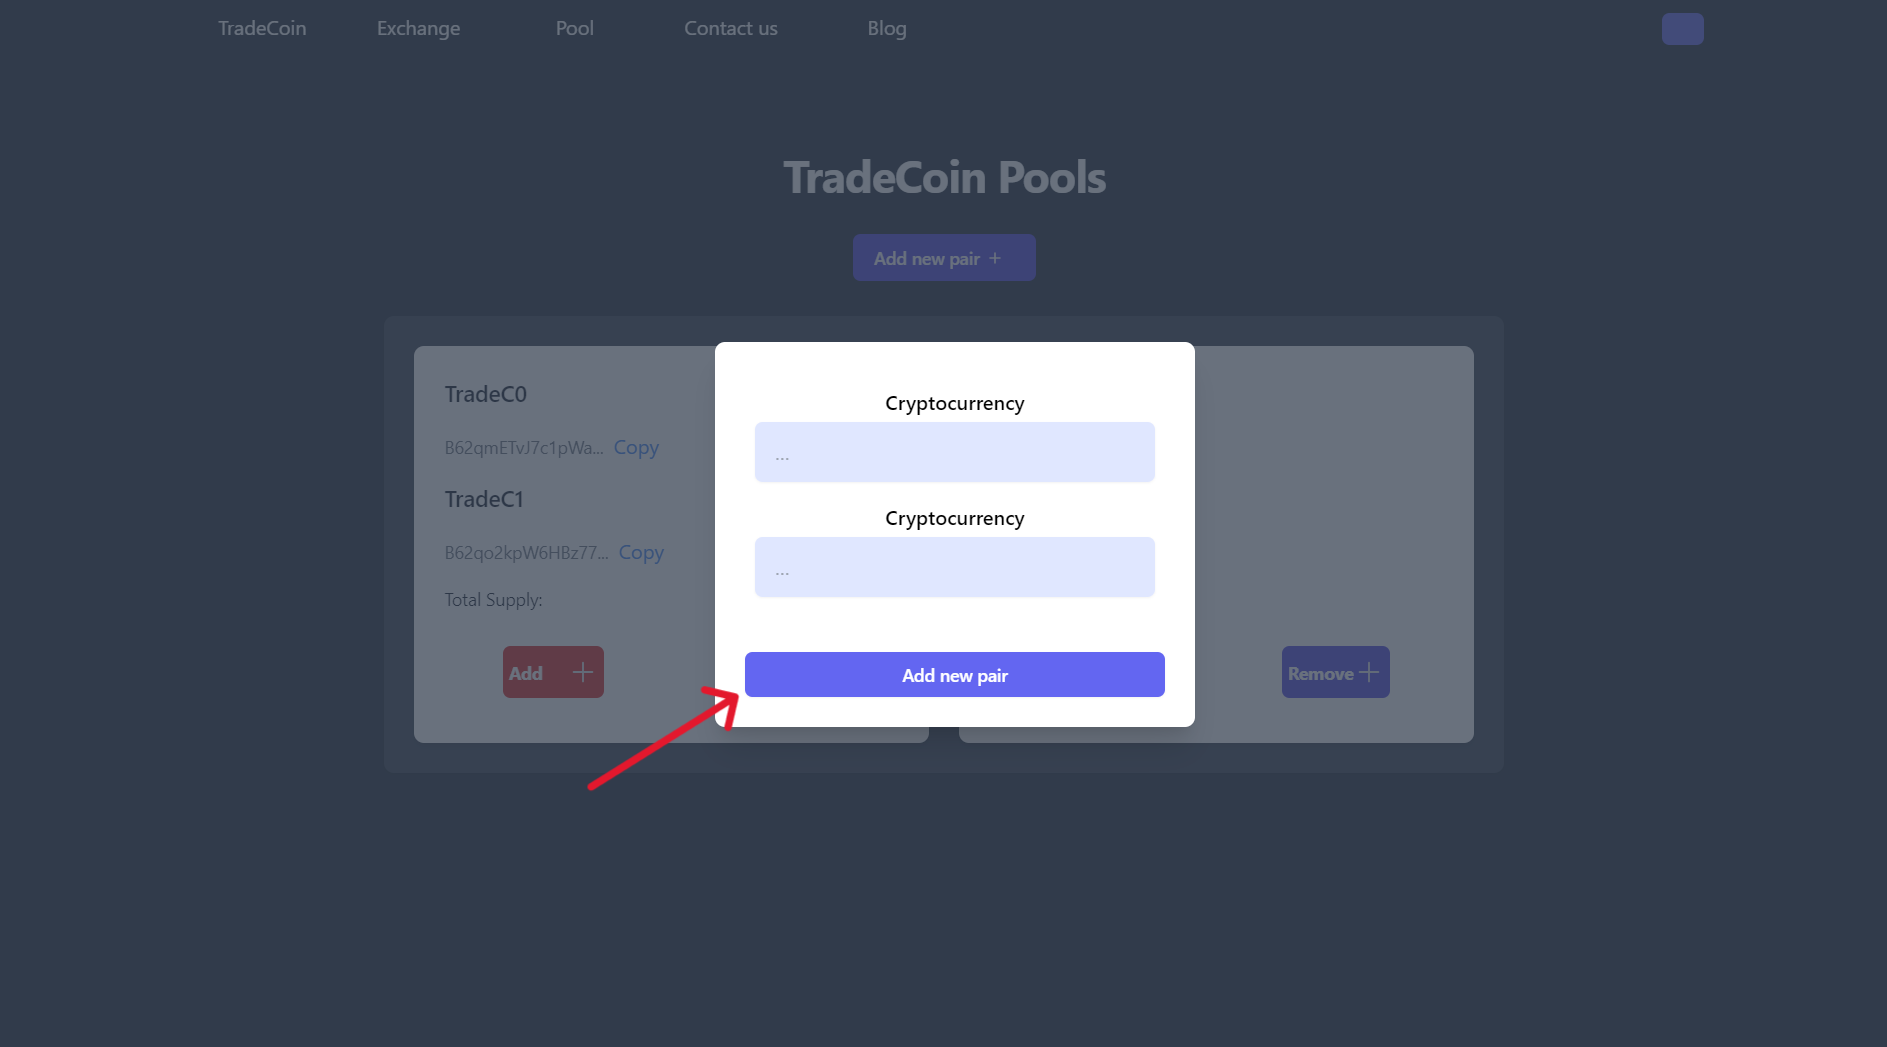 TradeCoin Exchange Pool Contact us Blog
TradeCoin Pools
Add new pair +
TradeC0
B62qmETvJ7c1pWa... Copy
TradeC1
B62qo2kpW6HBz77... Copy
Total Supply:
Add +
Cryptocurrency
...
Cryptocurrency
...
Add new pair
Remove +